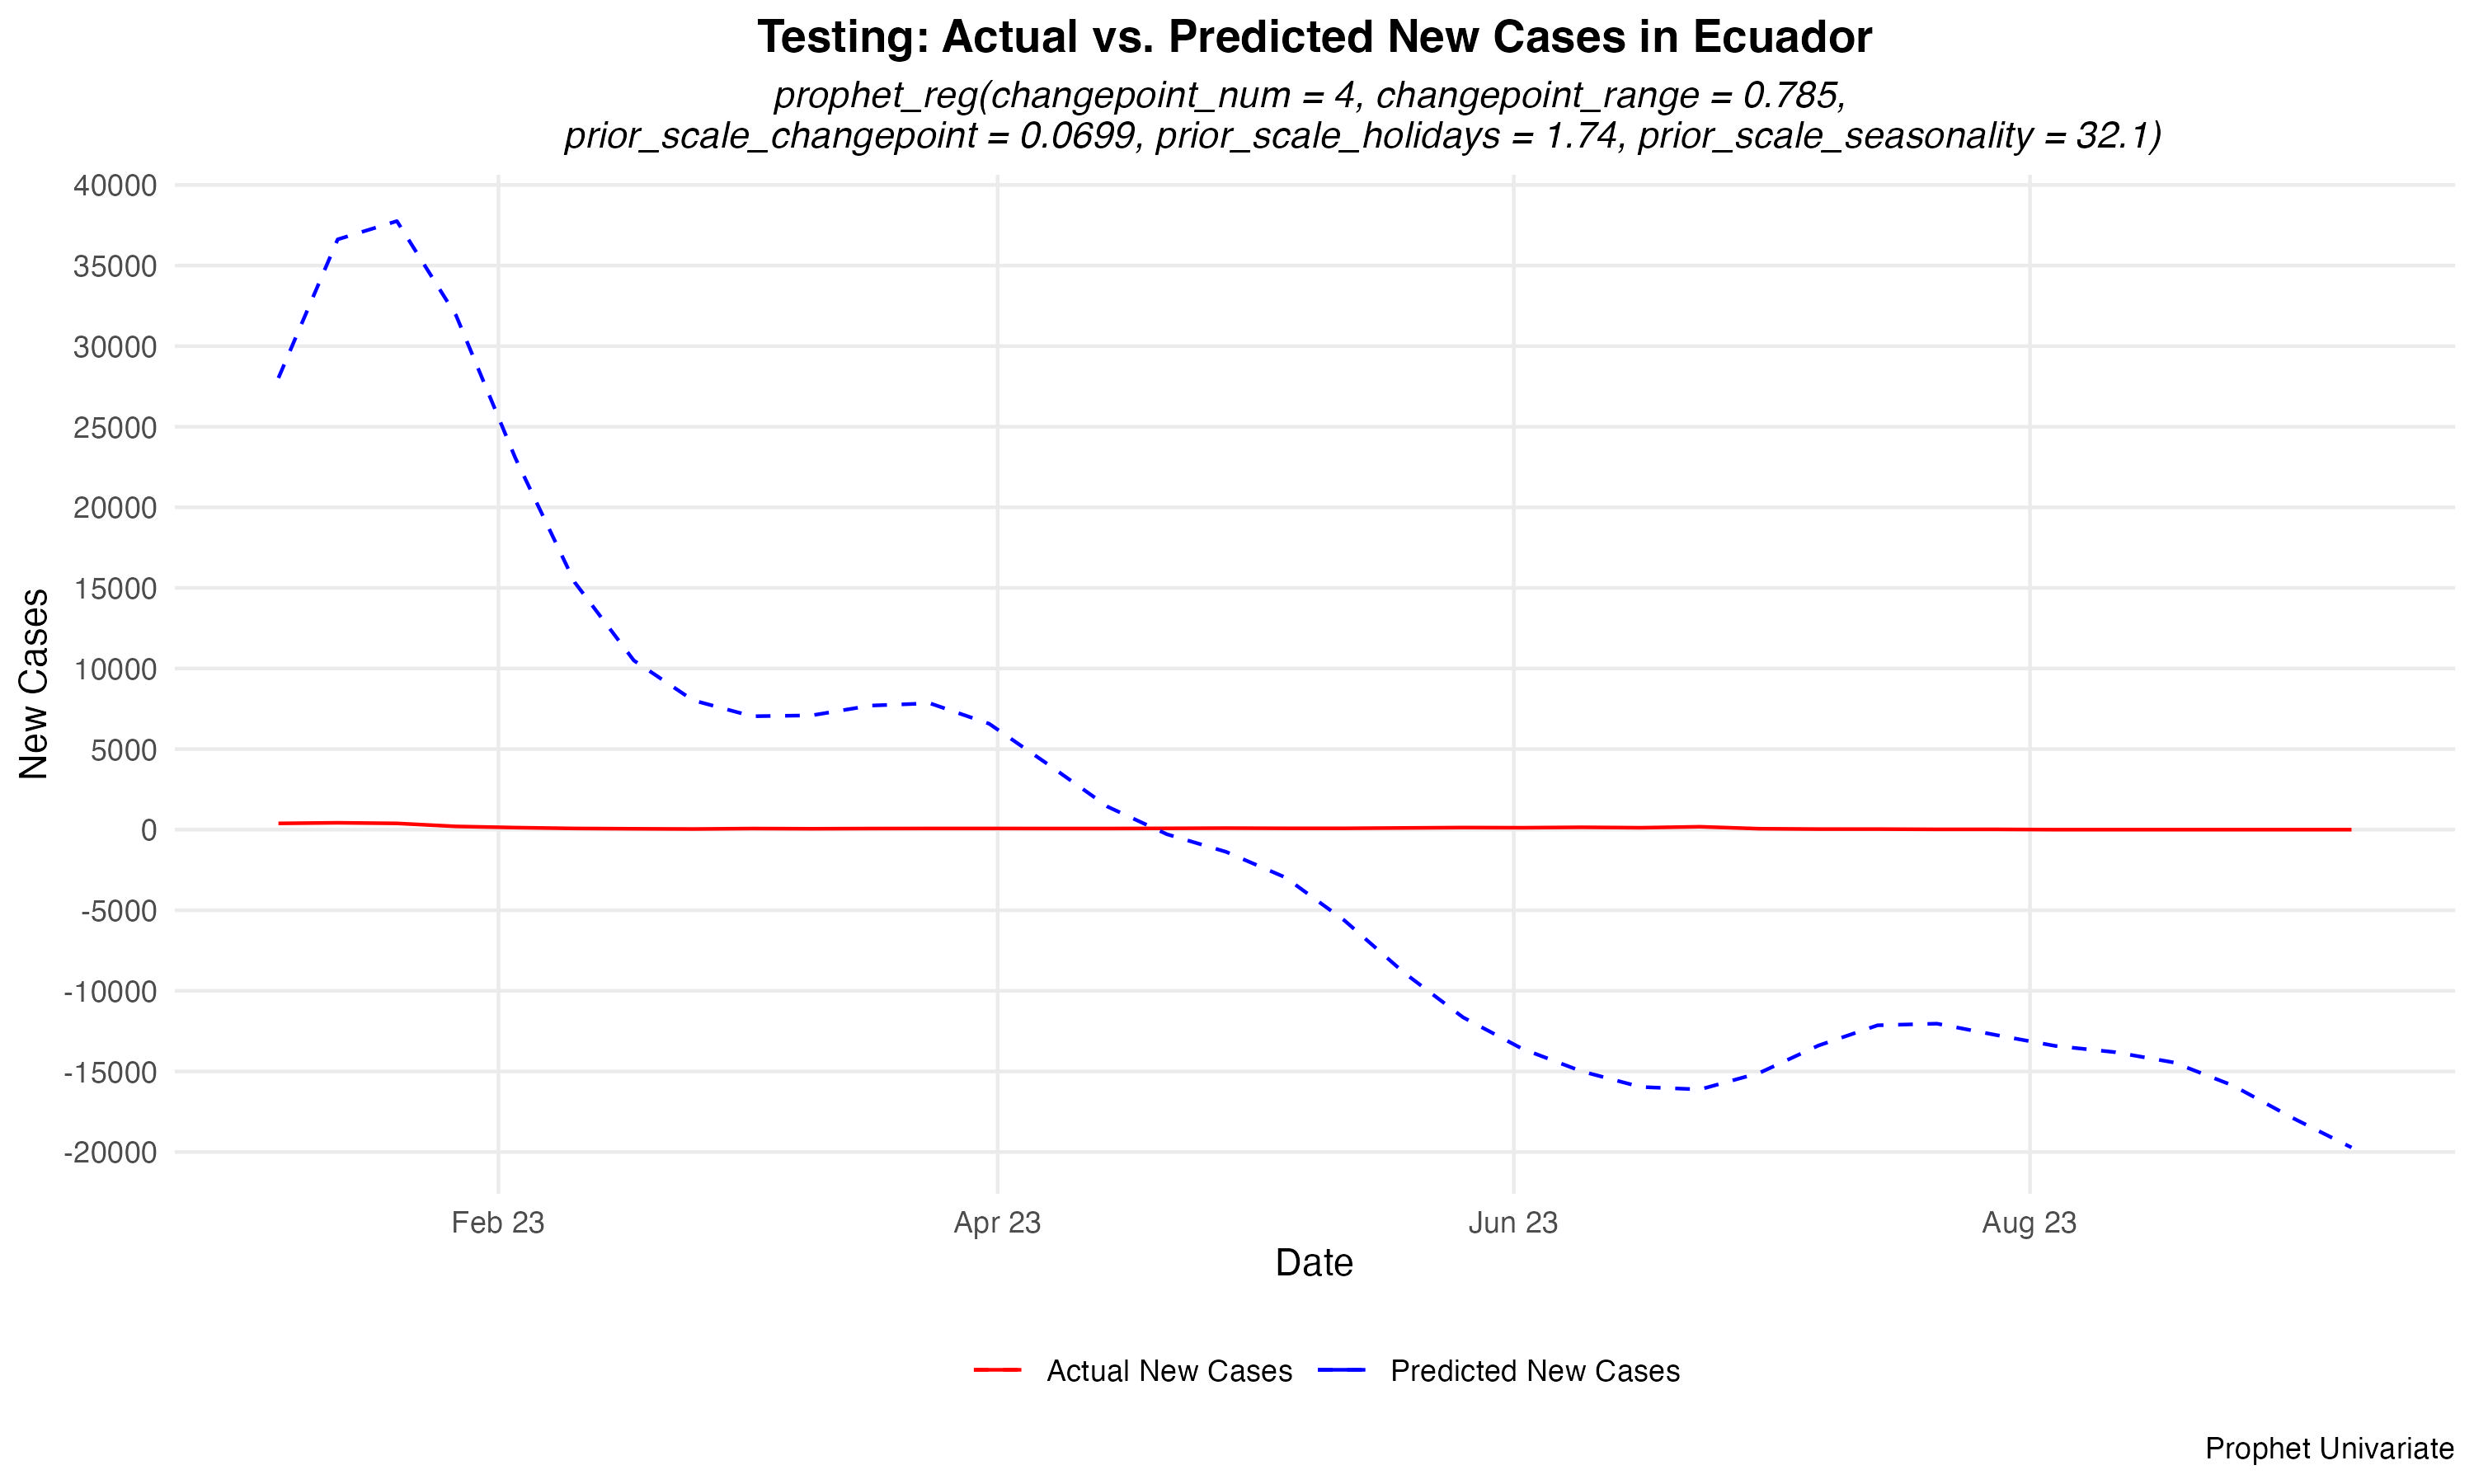 Testing: Actual vs. Predicted New Cases in Ecuador
prophet_reg(changepoint_num = 4, changepoint_range = 0.785,
prior_scale_changepoint = 0.0699, prior_scale_holidays = 1.74, prior_scale_seasonality = 32.1)
40000
35000
30000
25000
20000
15000
10000
5000
0
-5000
-10000
-15000
-20000
New Cases
Feb 23
Apr 23
Jun 23
Aug 23
Date
Actual New Cases
Predicted New Cases
Prophet Univariate